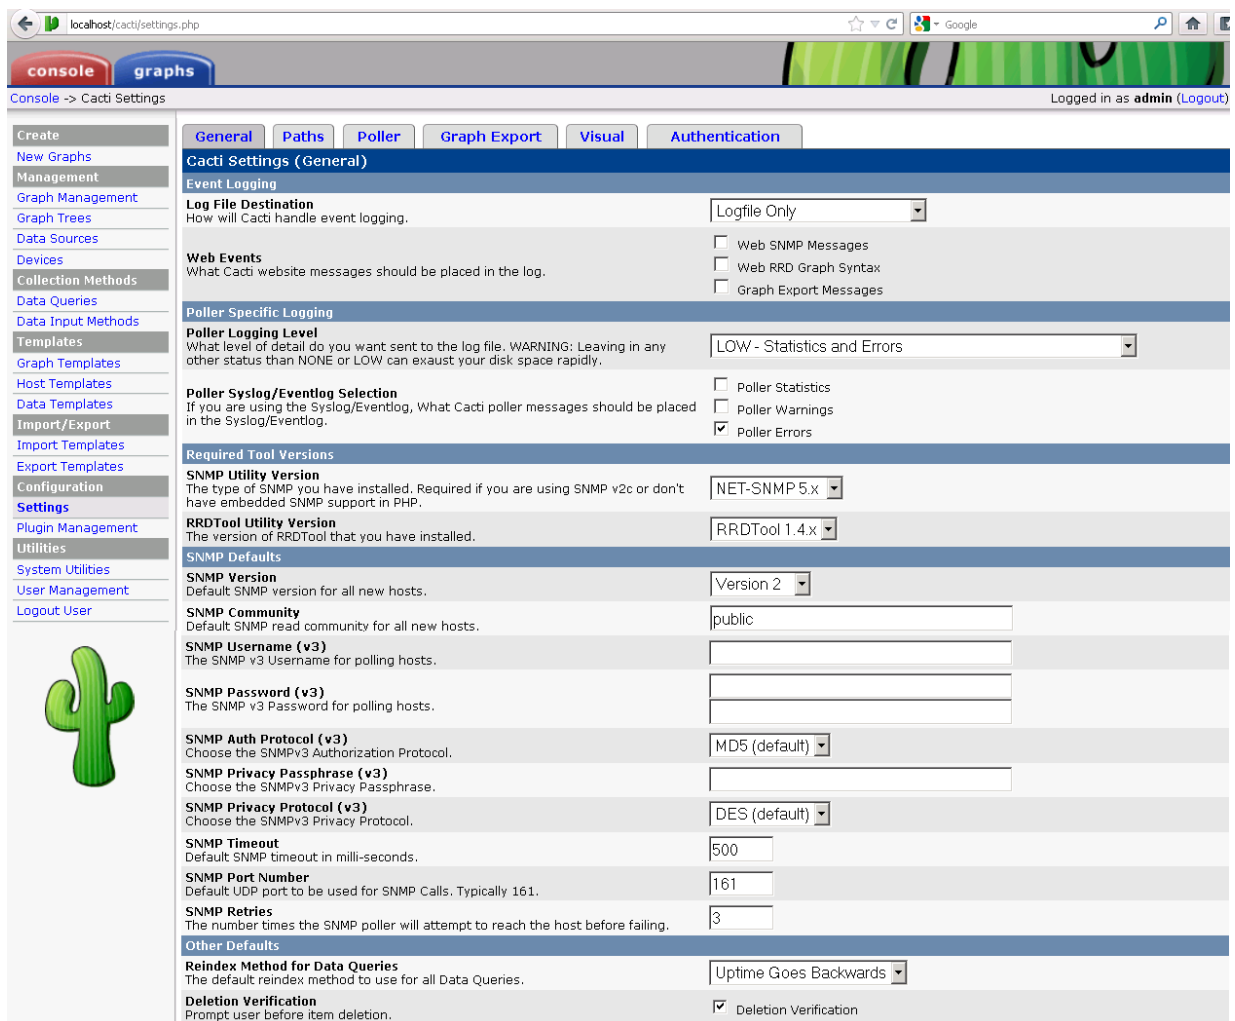 localhost/cacti/settings.php
Google
console graphs
Console -> Cacti Settings
Logged in as admin (Logout)
Create
New Graphs
Management
Graph Management
Graph Trees
Data Sources
Devices
Collection Methods
Data Queries
Data Input Methods
Templates
Graph Templates
Host Templates
Data Templates
Import/Export
Import Templates
Export Templates
Configuration
Settings
Plugin Management
Utilities
System Utilities
User Management
Logout User
General Paths Poller Graph Export Visual Authentication
Cacti Settings (General)
Event Logging
Log File Destination
How will Cacti handle event logging.
Logfile Only
Web Events
What Cacti website messages should be placed in the log.
Web SNMP Messages
Web RRD Graph Syntax
Graph Export Messages
Poller Specific Logging
Poller Logging Level
What level of detail do you want sent to the log file. WARNING: Leaving in any
other status than NONE or LOW can exaust your disk space rapidly.
LOW - Statistics and Errors
Poller Syslog/Eventlog Selection
If you are using the Syslog/Eventlog, What Cacti poller messages should be placed
in the Syslog/Eventlog.
Poller Statistics
Poller Warnings
Poller Errors
Required Tool Versions
SNMP Utility Version
The type of SNMP you have installed. Required if you are using SNMP v2c or don't
have embedded SNMP support in PHP.
NET-SNMP 5.x
RRDTool Utility Version
The version of RRDTool that you have installed.
RRDTool 1.4.x
SNMP Defaults
SNMP Version
Default SNMP version for all new hosts.
Version 2
SNMP Community
Default SNMP read community for all new hosts.
public
SNMP Username (v3)
The SNMP v3 Username for polling hosts.
SNMP Password (v3)
The SNMP v3 Password for polling hosts.
SNMP Auth Protocol (v3)
Choose the SNMPv3 Authorization Protocol.
MD5 (default)
SNMP Privacy Passphrase (v3)
Choose the SNMPv3 Privacy Passphrase.
SNMP Privacy Protocol (v3)
Choose the SNMPv3 Privacy Protocol.
DES (default)
SNMP Timeout
Default SNMP timeout in milli-seconds.
500
SNMP Port Number
Default UDP port to be used for SNMP Calls. Typically 161.
161
SNMP Retries
The number times the SNMP poller will attempt to reach the host before failing.
3
Other Defaults
Reindex Method for Data Queries
The default reindex method to use for all Data Queries.
Uptime Goes Backwards
Deletion Verification
Prompt user before item deletion.
Deletion Verification